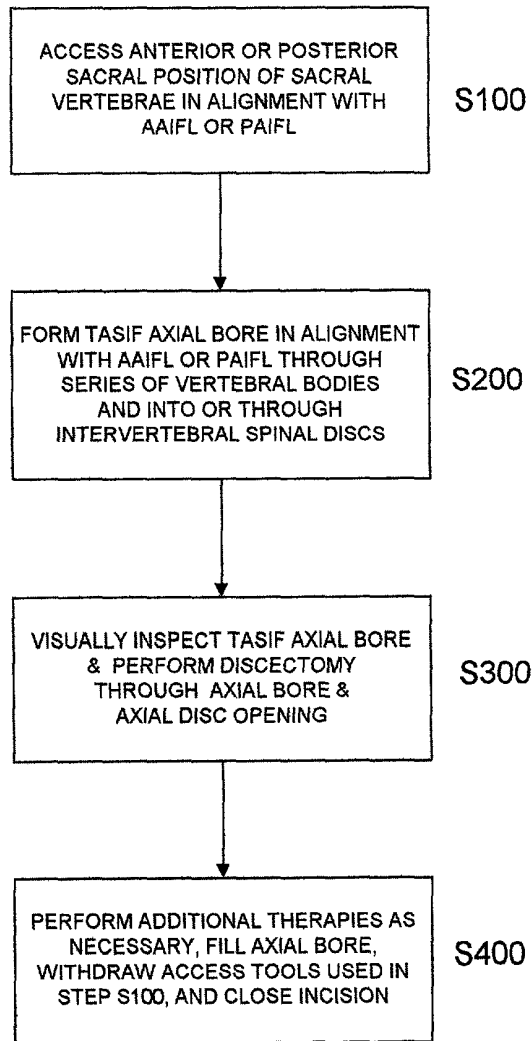 ACCESS ANTERIOR OR POSTERIOR
SACRAL POSITION OF SACRAL
VERTEBRAE IN ALIGNMENT WITH
AAIFL OR PAIFL
S100
FORM TASIF AXIAL BORE IN ALIGNMENT
WITH AAIFL OR PAIFL THROUGH
SERIES OF VERTEBRAL BODIES
AND INTO OR THROUGH
INTERVERTEBRAL SPINAL DISCS
S200
VISUALLY INSPECT TASIF AXIAL BORE
& PERFORM DISCECTOMY
THROUGH AXIAL BORE &
AXIAL DISC OPENING
S300
PERFORM ADDITIONAL THERAPIES AS
NECESSARY, FILL AXIAL BORE,
WITHDRAW ACCESS TOOLS USED IN
STEP S100, AND CLOSE INCISION
S400